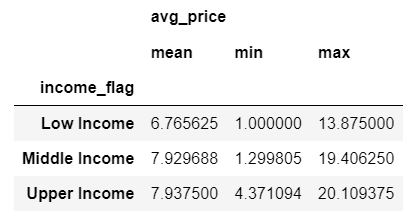 avg_price
mean min max
income_flag
Low Income 6.765625 1.000000 13.875000
Middle Income 7.929688 1.299805 19.406250
Upper Income 7.937500 4.371094 20.109375